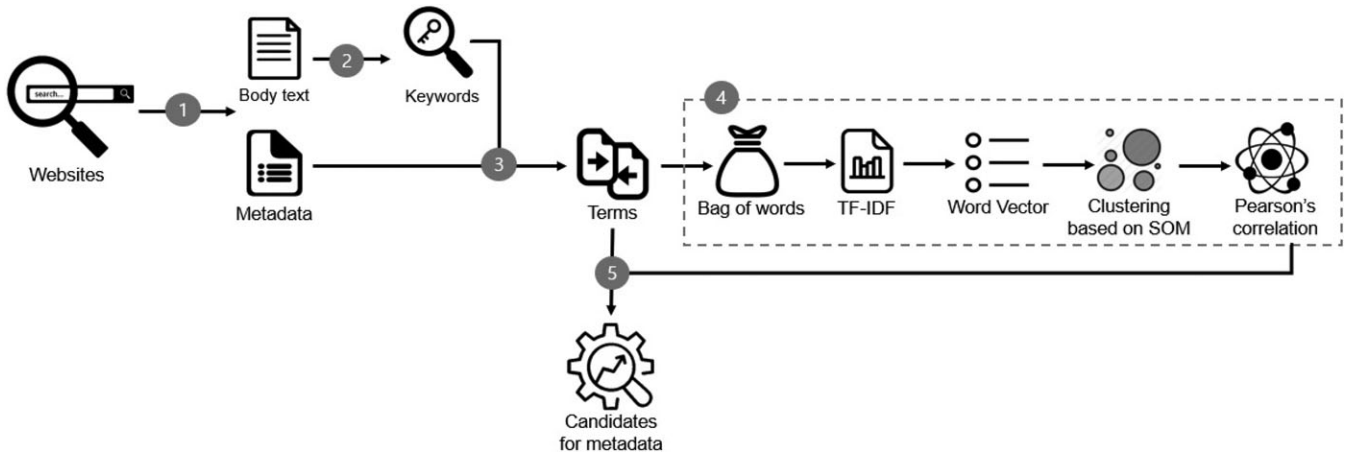 search...
Websites
1
Body text
2
Keywords
Metadata
3
Terms
4
Bag of words
TF-IDF
Word Vector
Clustering
based on SOM
Pearson's
correlation
5
Candidates
for metadata